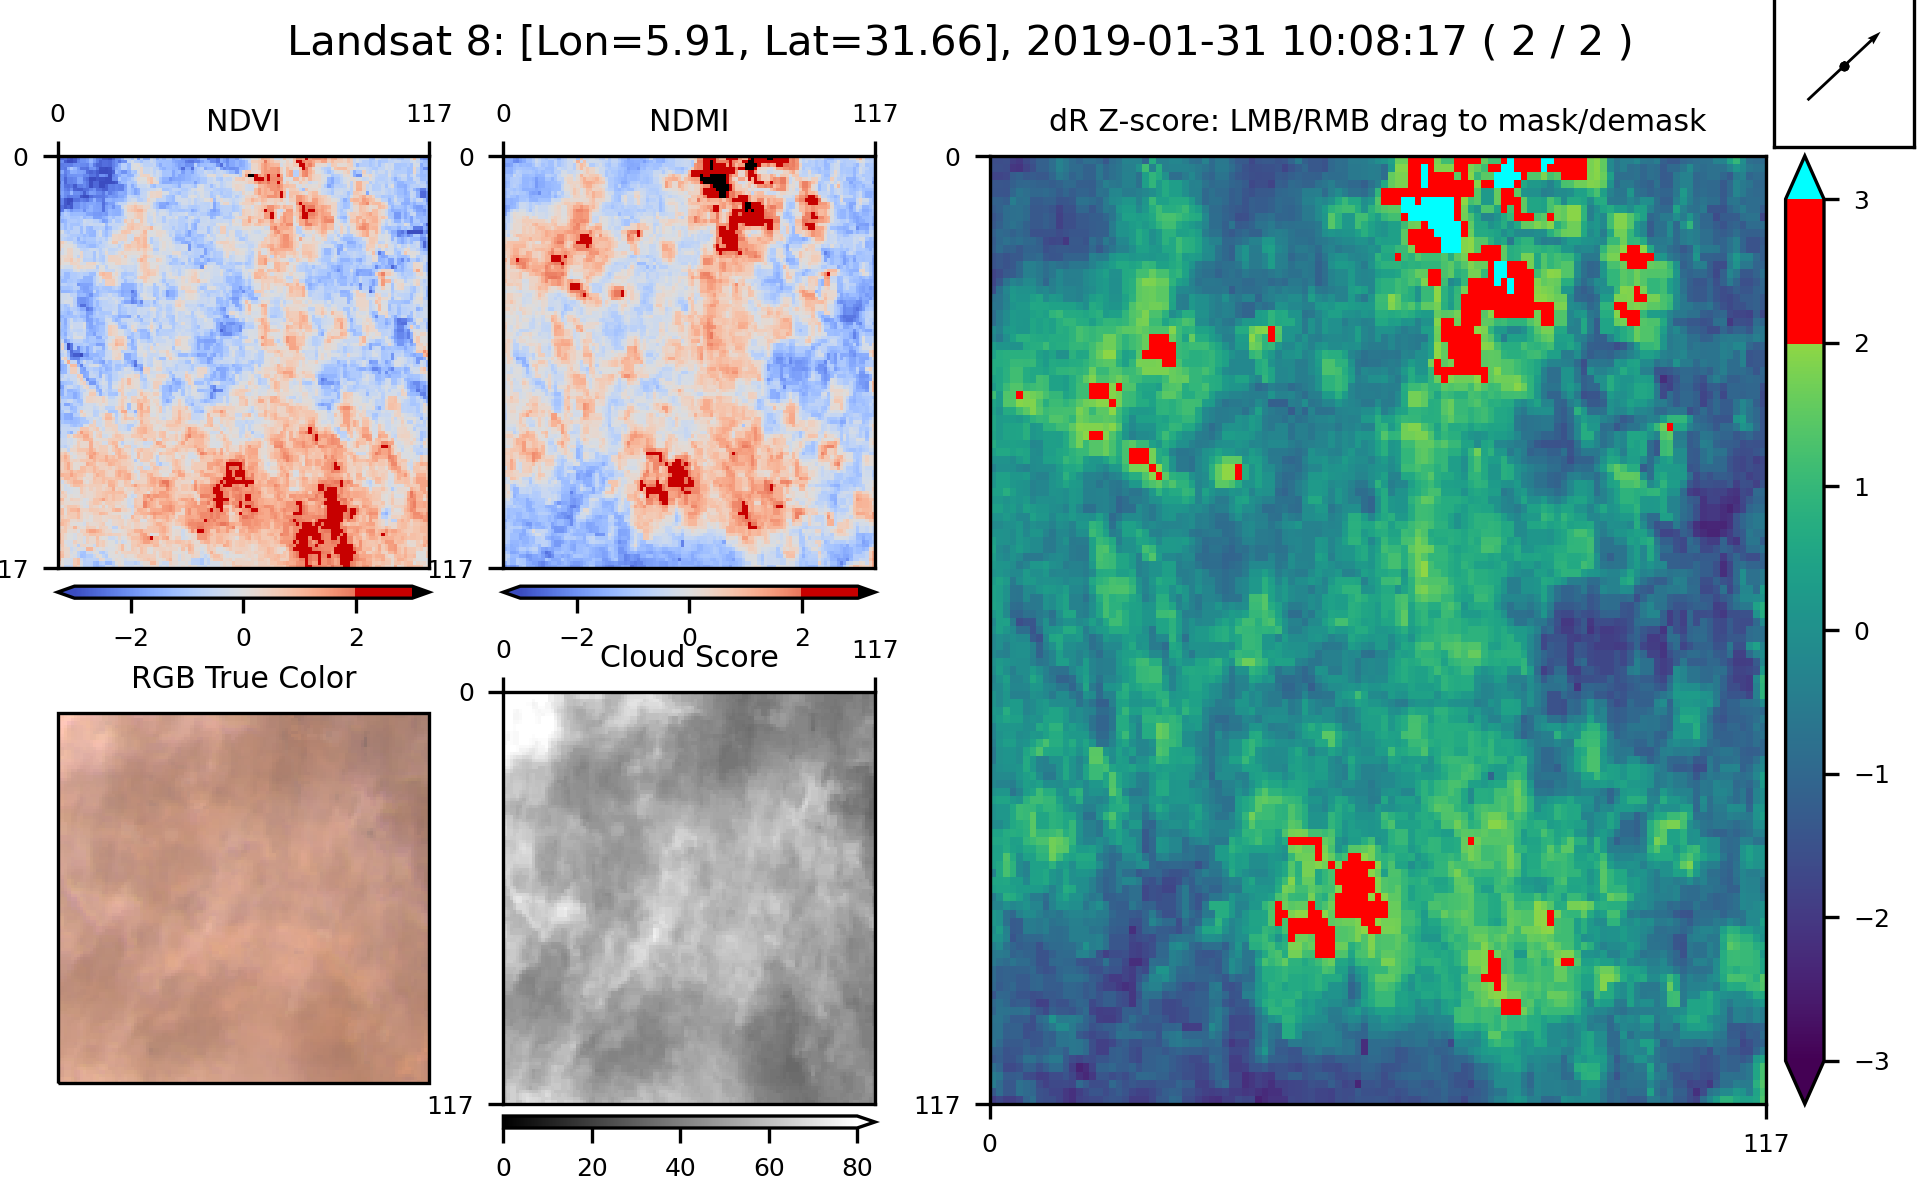 Landsat 8: [Lon=5.91, Lat=31.66], 2019-01-31 10:08:17 ( 2 / 2 )
0 117
NDVI
0
17
−2 0 2
0 117
NDMI
0
117
−2 0 2
dR Z-score: LMB/RMB drag to mask/demask
0
117
0 117
3
2
1
0
−1
−2
−3
RGB True Color
0 117
Cloud Score
0
117
0 20 40 60 80